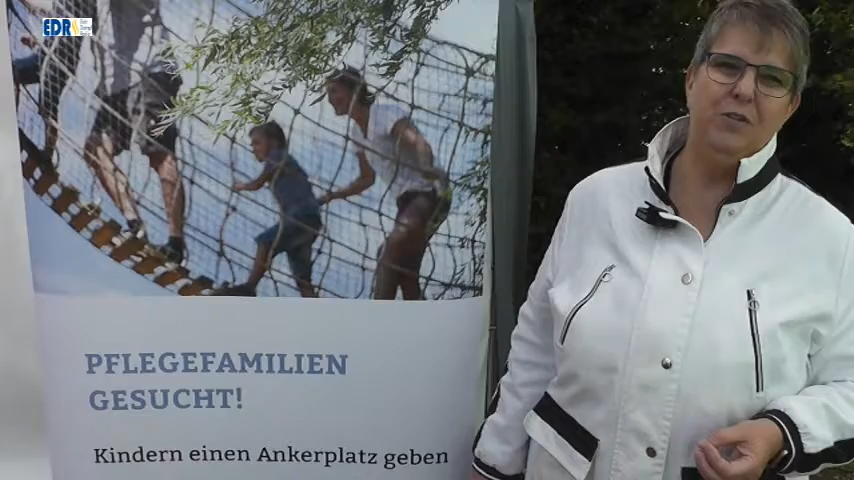 EDR
PFLEGEFAMILIEN
GESUCHT!
Kindern einen Ankerplatz geben